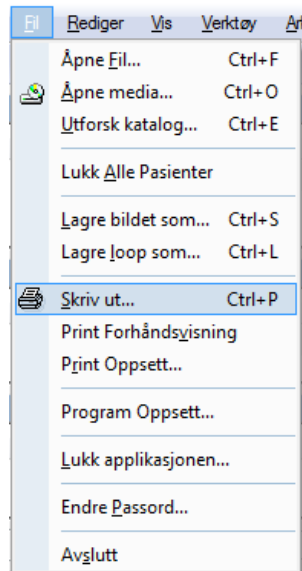 Fil Rediger Vis Verktøy
Åpne Fil... Ctrl+F
Åpne media... Ctrl+O
Utforsk katalog... Ctrl+E
Lukk Alle Pasienter
Lagre bildet som... Ctrl+S
Lagre loop som... Ctrl+L
Skriv ut... Ctrl+P
Print Forhåndsvisning
Print Oppsett...
Program Oppsett...
Lukk applikasjonen...
Endre Passord...
Avslutt